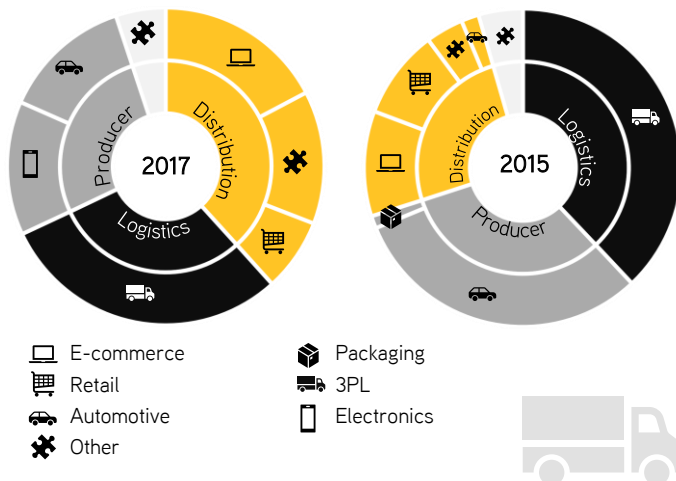 2017
Distribution
Logistics
Producer
2015
Logistics
Producer
Distribution
E-commerce
Retail
Automotive
Other
Packaging
3PL
Electronics